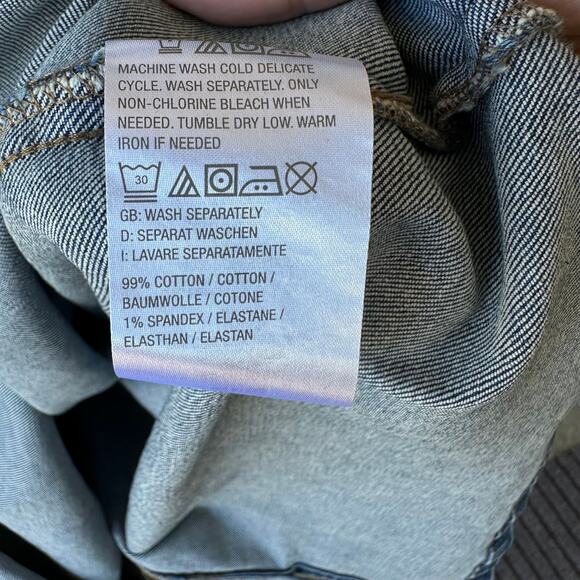 MACHINE WASH COLD DELICATE
CYCLE. WASH SEPARATELY. ONLY
NON-CHLORINE BLEACH WHEN
NEEDED. TUMBLE DRY LOW. WARM
IRON IF NEEDED
30
GB: WASH SEPARATELY
D: SEPARAT WASCHEN
I: LAVARE SEPARATAMENTE
99% COTTON / COTTON /
BAUMWOLLE / COTONE
1% SPANDEX / ELASTANE /
ELASTHAN / ELASTAN